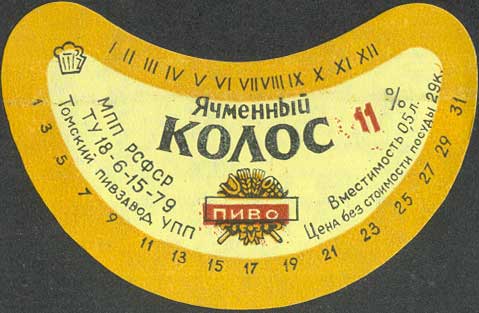 I II III IV V VI VII VIII IX X XI XII
Ячменный
КОЛОС
11%
МПП РСФСР
ТУ 18-6-15-79
Томский пивзавод УПП
ПИВО
Вместимость 0,5 л.
Цена без стоимости посуды 29к.
1 3 5 7 9 11 13 15 17 19 21 23 25 27 29 31